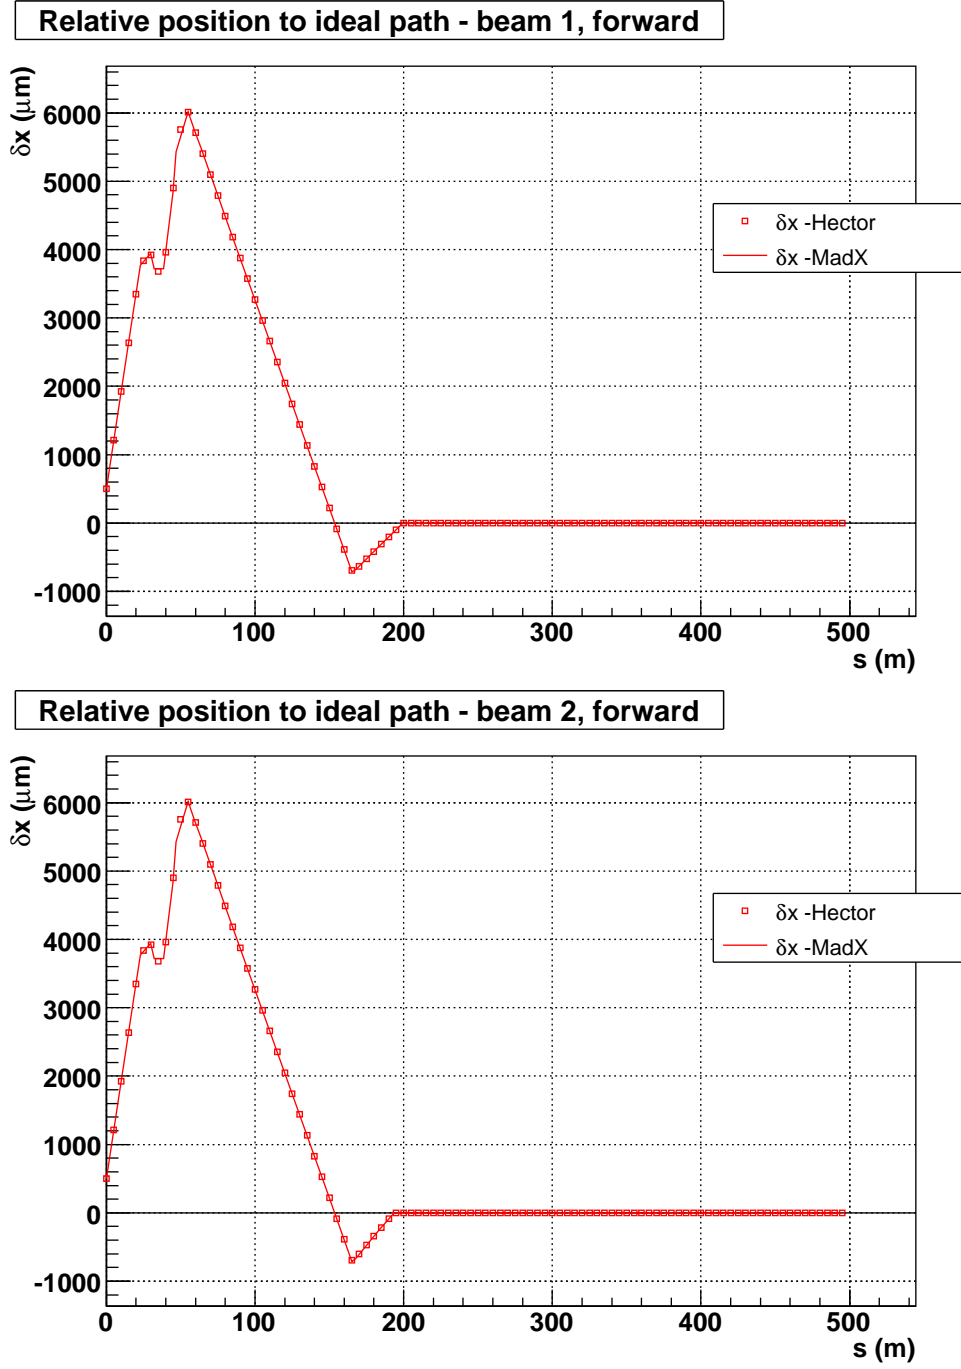 Relative position to ideal path - beam 1, forward
δx (μm)
6000
5000
4000
3000
2000
1000
0
-1000
δx -Hector
δx -MadX
0 100 200 300 400 500
s (m)
Relative position to ideal path - beam 2, forward
δx (μm)
6000
5000
4000
3000
2000
1000
0
-1000
δx -Hector
δx -MadX
0 100 200 300 400 500
s (m)